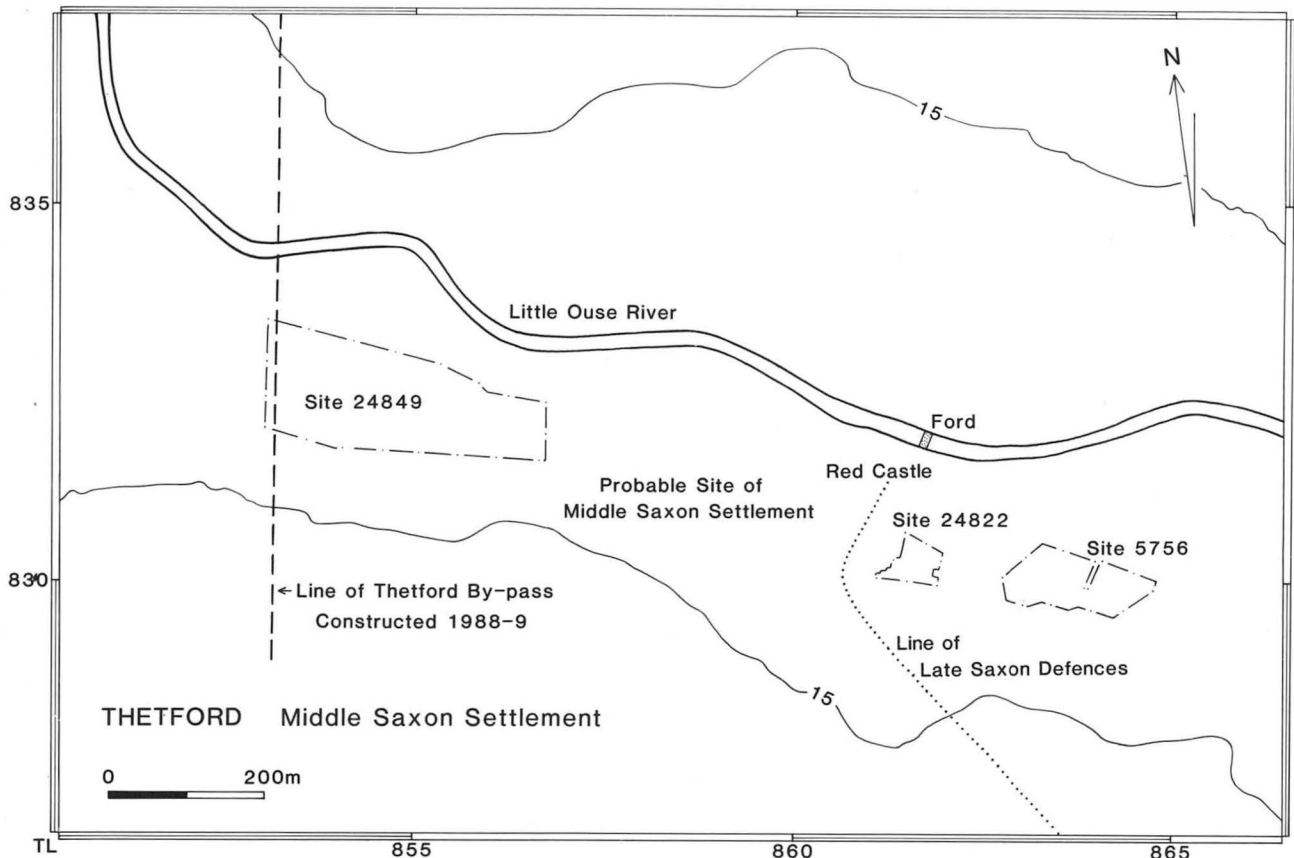 N
15
835
Little Ouse River
Site 24849
Ford
Red Castle
Probable Site of
Middle Saxon Settlement
Site 24822
Site 5756
830
←Line of Thetford By-pass
Constructed 1988-9
Line of
Late Saxon Defences
15
THETFORD Middle Saxon Settlement
0 200m
TL 855 860 865